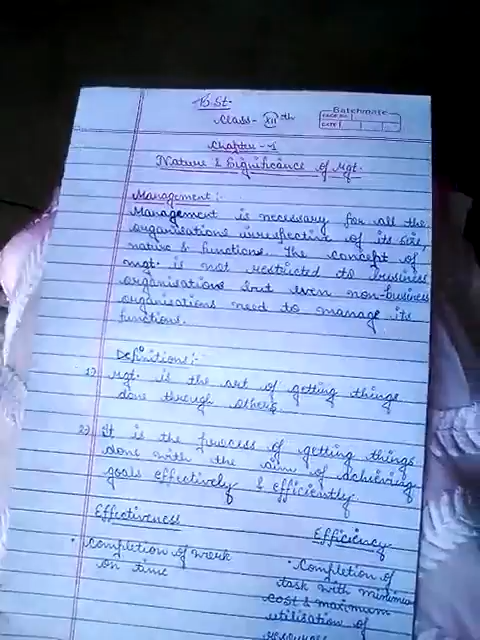 B.St.
Class - XIIth
Batchmate
PAGE NO.
DATE
Chapter - 1
Nature & Significance of Mgt.
Management :-
Management is necessary for all the
organisations irrespective of its size,
nature & functions. The concept of
mgt. is not restricted to business
organisations but even non-business
organisations need to manage its
functions.
Definitions :-
1) Mgt. is the art of getting things
done through others.
2) It is the process of getting things
done with the aim of achieving
goals effectively & efficiently.
Effectiveness Efficiency
• Completion of work
on time
• Completion of
task with minimum
cost & maximum
utilisation of
resources